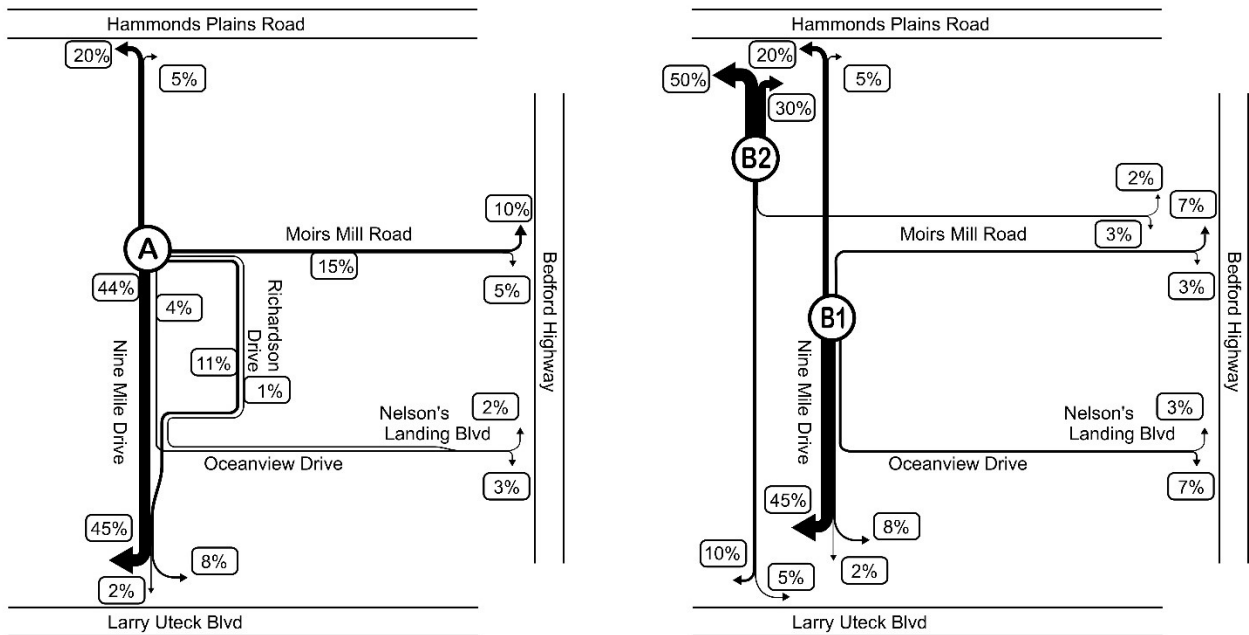 Hammonds Plains Road
20%
5%
A
Moirs Mill Road
10%
15%
5%
44%
4%
Richardson
Drive
11%
1%
Nine Mile Drive
Nelson's
Landing Blvd
2%
Oceanview Drive
3%
45%
8%
2%
Larry Uteck Blvd
Bedford Highway
Hammonds Plains Road
50%
20%
5%
30%
B2
2%
7%
3%
Moirs Mill Road
3%
B1
Nine Mile Drive
Nelson's
Landing Blvd
3%
Oceanview Drive
7%
45%
8%
10%
5%
2%
Larry Uteck Blvd
Bedford Highway